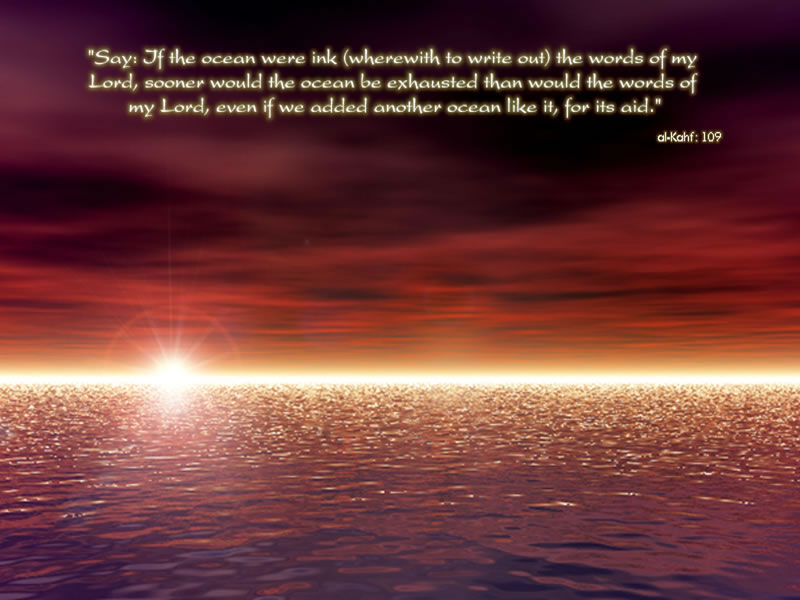 "Say: If the ocean were ink (wherewith to write out) the words of my
Lord, sooner would the ocean be exhausted than would the words of
my Lord, even if we added another ocean like it, for its aid."
al-Kahf: 109